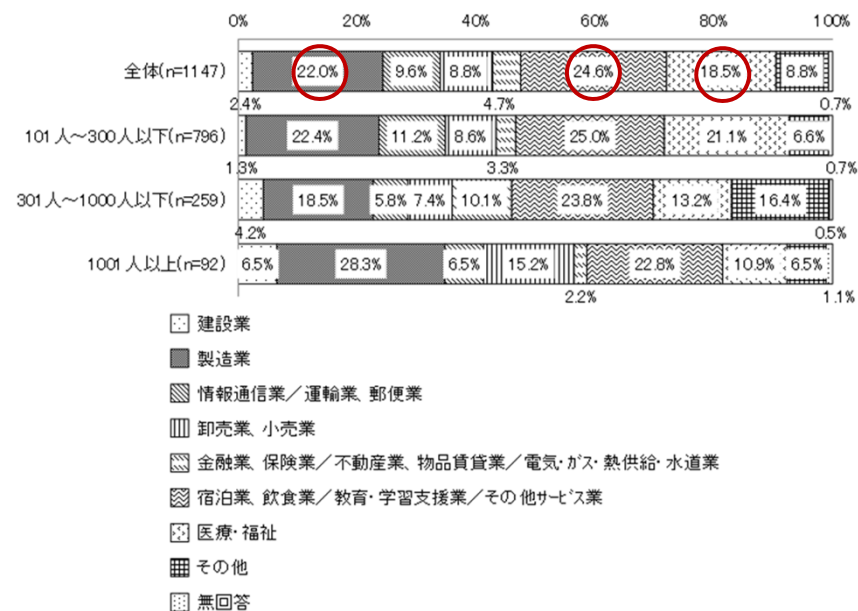 0% 20% 40% 60% 80% 100%
全体(n=1147) 22.0% 9.6% 8.8% 24.6% 18.5% 8.8%
2.4% 4.7% 0.7%
101人~300人以下(n=796) 22.4% 11.2% 8.6% 25.0% 21.1% 6.6%
1.3% 3.3% 0.7%
301人~1000人以下(n=259) 18.5% 5.8% 7.4% 10.1% 23.8% 13.2% 16.4%
4.2% 0.5%
1001人以上(n=92) 6.5% 28.3% 6.5% 15.2% 22.8% 10.9% 6.5%
2.2% 1.1%
建設業
製造業
情報通信業/運輸業、郵便業
卸売業、小売業
金融業、保険業/不動産業、物品賃貸業/電気・ガス・熱供給・水道業
宿泊業、飲食業/教育・学習支援業/その他サービス業
医療・福祉
その他
無回答